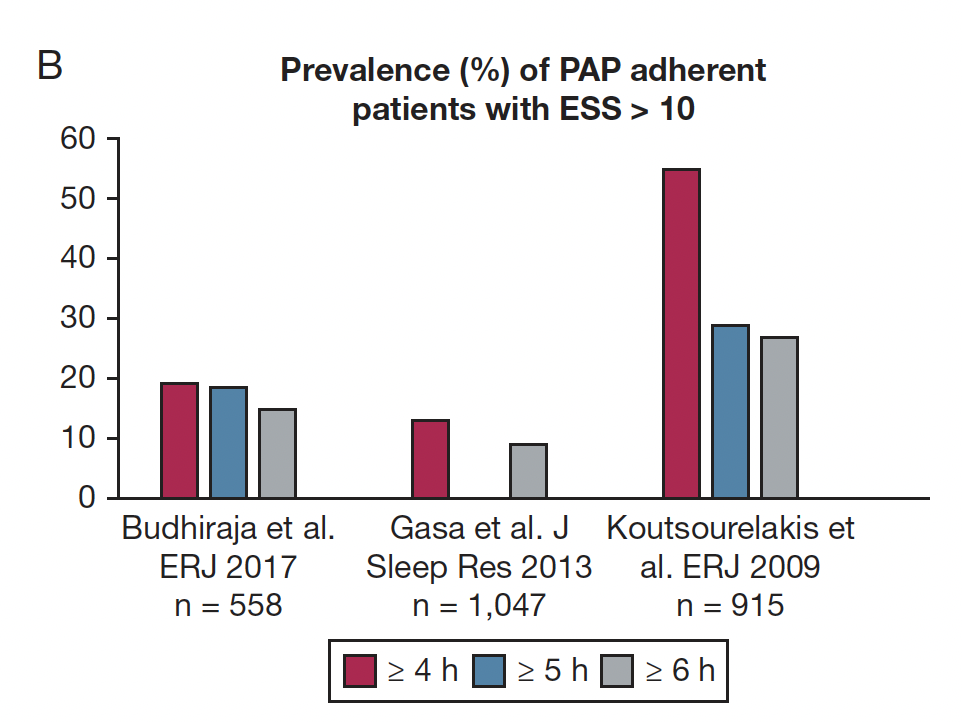 B
Prevalence (%) of PAP adherent
patients with ESS > 10
60
50
40
30
20
10
0
Budhiraja et al.
ERJ 2017
n = 558
Gasa et al. J
Sleep Res 2013
n = 1,047
Koutsourelakis et
al. ERJ 2009
n = 915
≥ 4 h ≥ 5 h ≥ 6 h